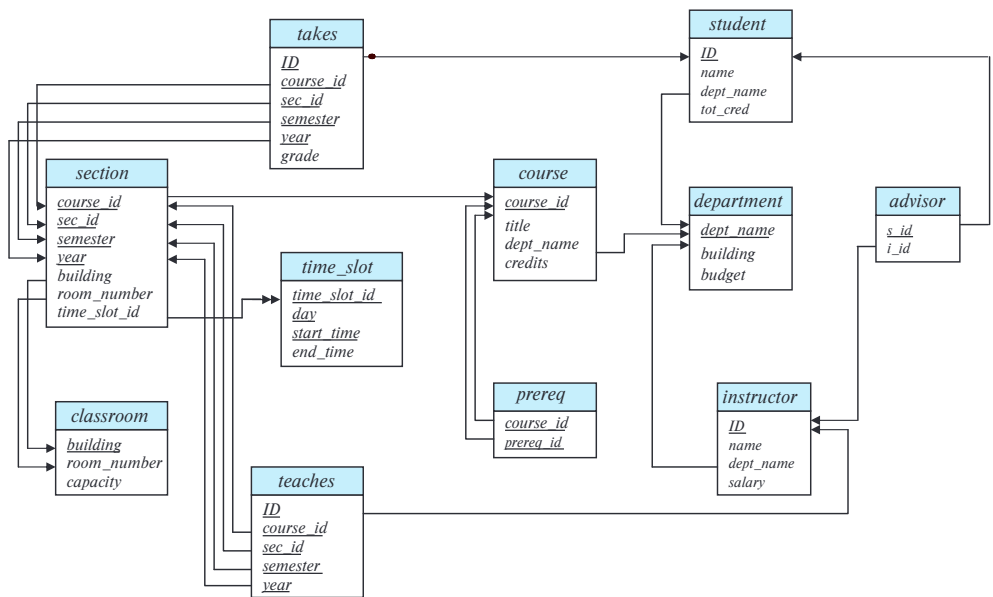 takes
ID
course_id
sec_id
semester
year
grade
student
ID
name
dept_name
tot_cred
section
course_id
sec_id
semester
year
building
room_number
time_slot_id
course
course_id
title
dept_name
credits
department
dept_name
building
budget
advisor
s_id
i_id
time_slot
time_slot_id
day
start_time
end_time
prereq
course_id
prereq_id
instructor
ID
name
dept_name
salary
classroom
building
room_number
capacity
teaches
ID
course_id
sec_id
semester
year